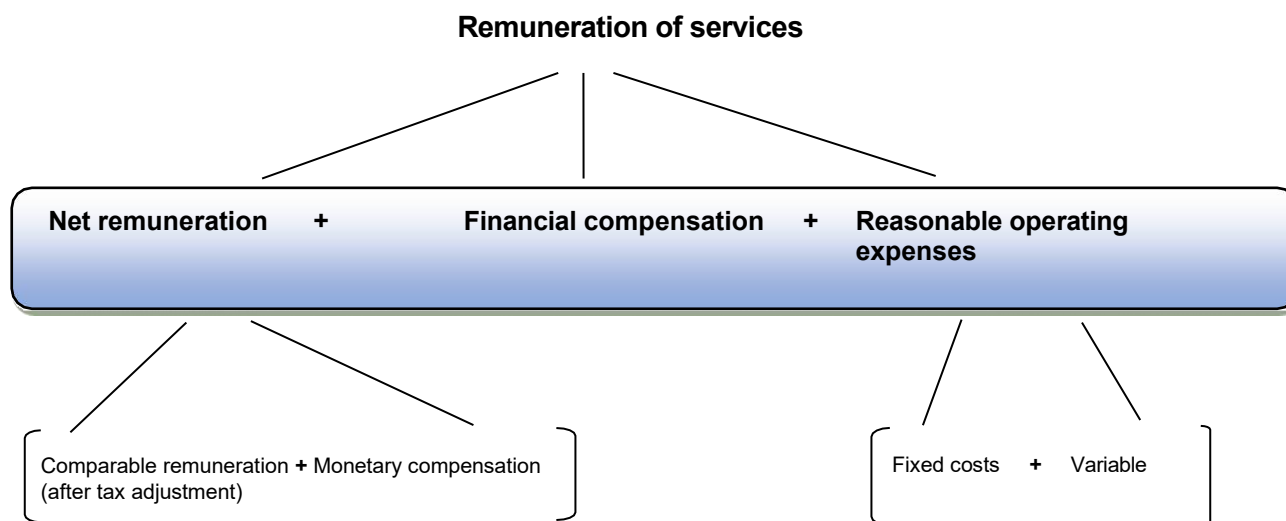 Remuneration of services
Net remuneration + Financial compensation + Reasonable operating
expenses
Comparable remuneration + Monetary compensation
(after tax adjustment)
Fixed costs + Variable